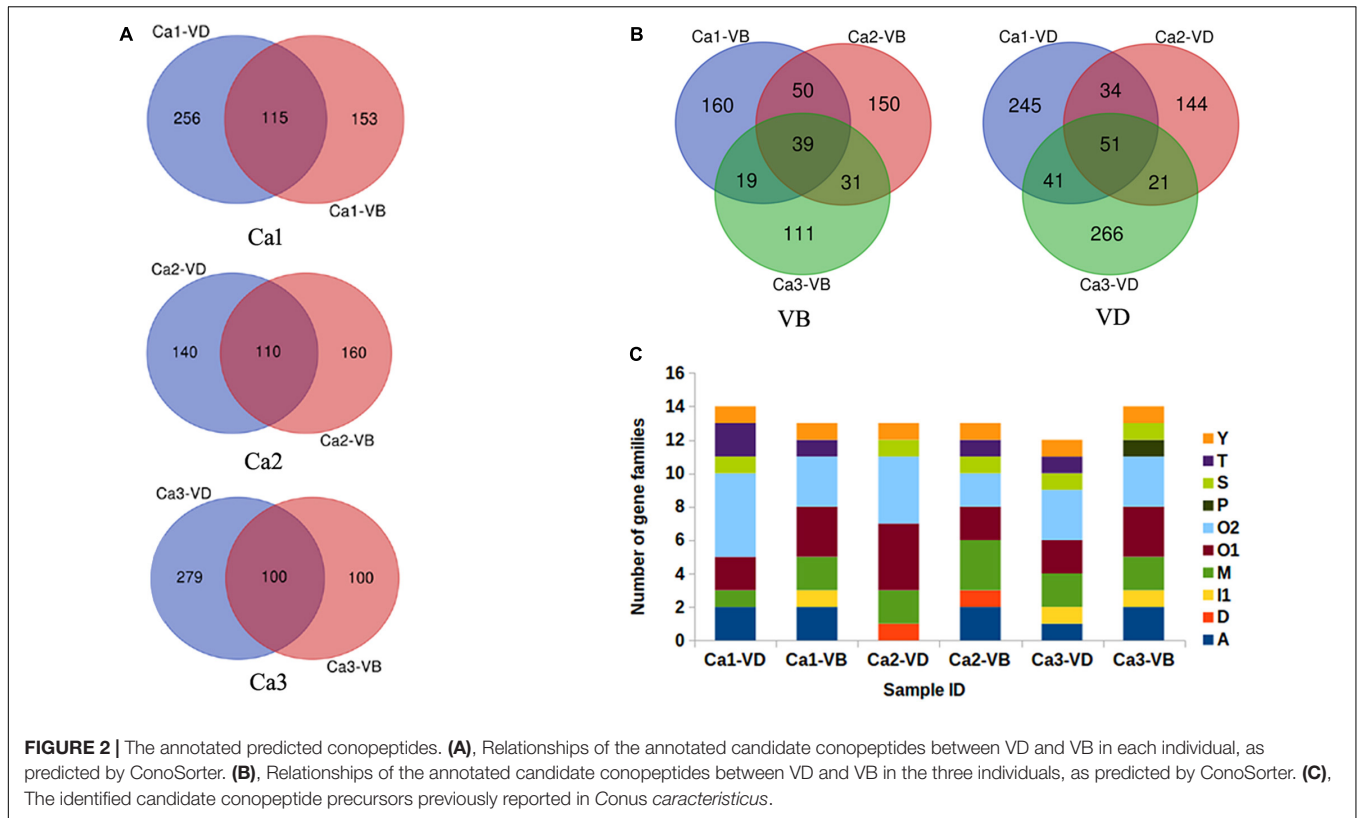 A
Ca1-VD
256
115
153
Ca1-VB
Ca1
Ca2-VD
140
110
160
Ca2-VB
Ca2
Ca3-VD
279
100
100
Ca3-VB
Ca3
B
Ca1-VB
Ca2-VB
160
50
150
39
19
31
111
Ca3-VB
VB
Ca1-VD
Ca2-VD
245
34
144
51
41
21
266
Ca3-VD
VD
C
Number of gene families
16
14
12
10
8
6
4
2
0
Ca1-VD Ca1-VB Ca2-VD Ca2-VB Ca3-VD Ca3-VB
Sample ID
Y
T
S
P
O2
O1
M
I1
D
A
FIGURE 2 | The annotated predicted conopeptides. (A), Relationships of the annotated candidate conopeptides between VD and VB in each individual, as
predicted by ConoSorter. (B), Relationships of the annotated candidate conopeptides between VD and VB in the three individuals, as predicted by ConoSorter. (C),
The identified candidate conopeptide precursors previously reported in Conus caracteristicus.